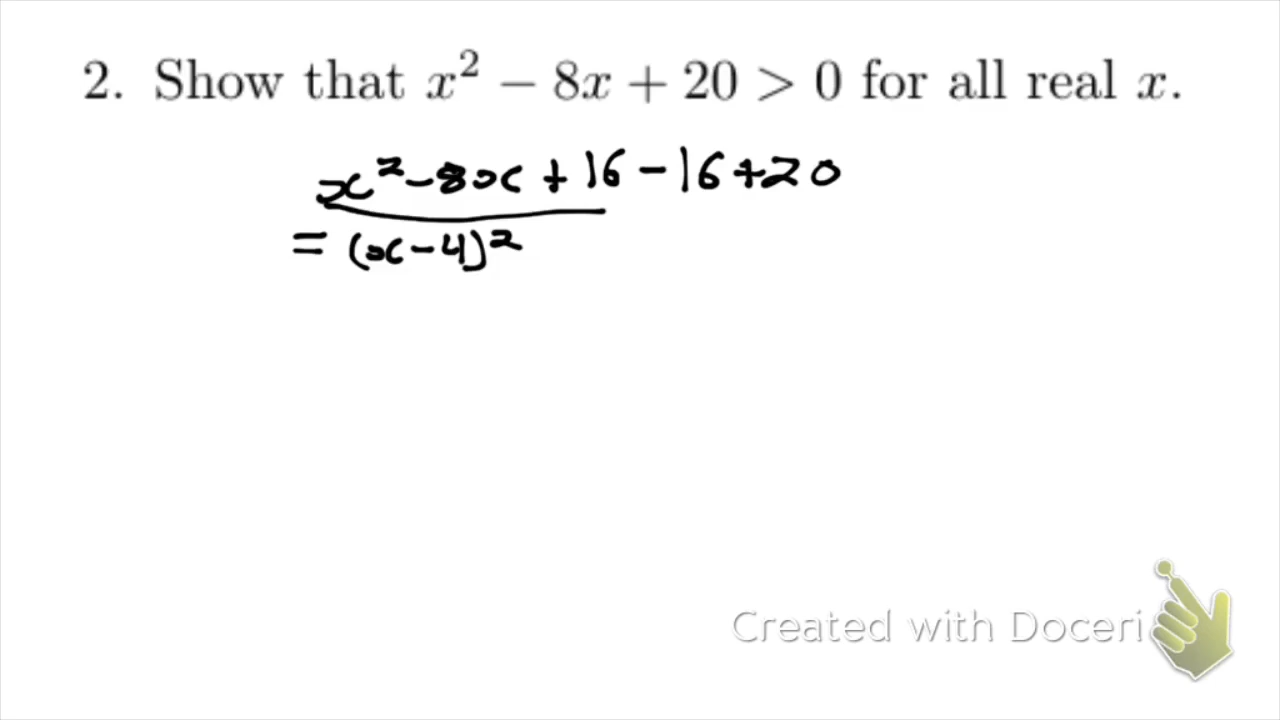 2. Show that x² − 8x + 20 > 0 for all real x.
x² − 8x + 16 − 16 + 20
= (x − 4)²
Created with Doceri